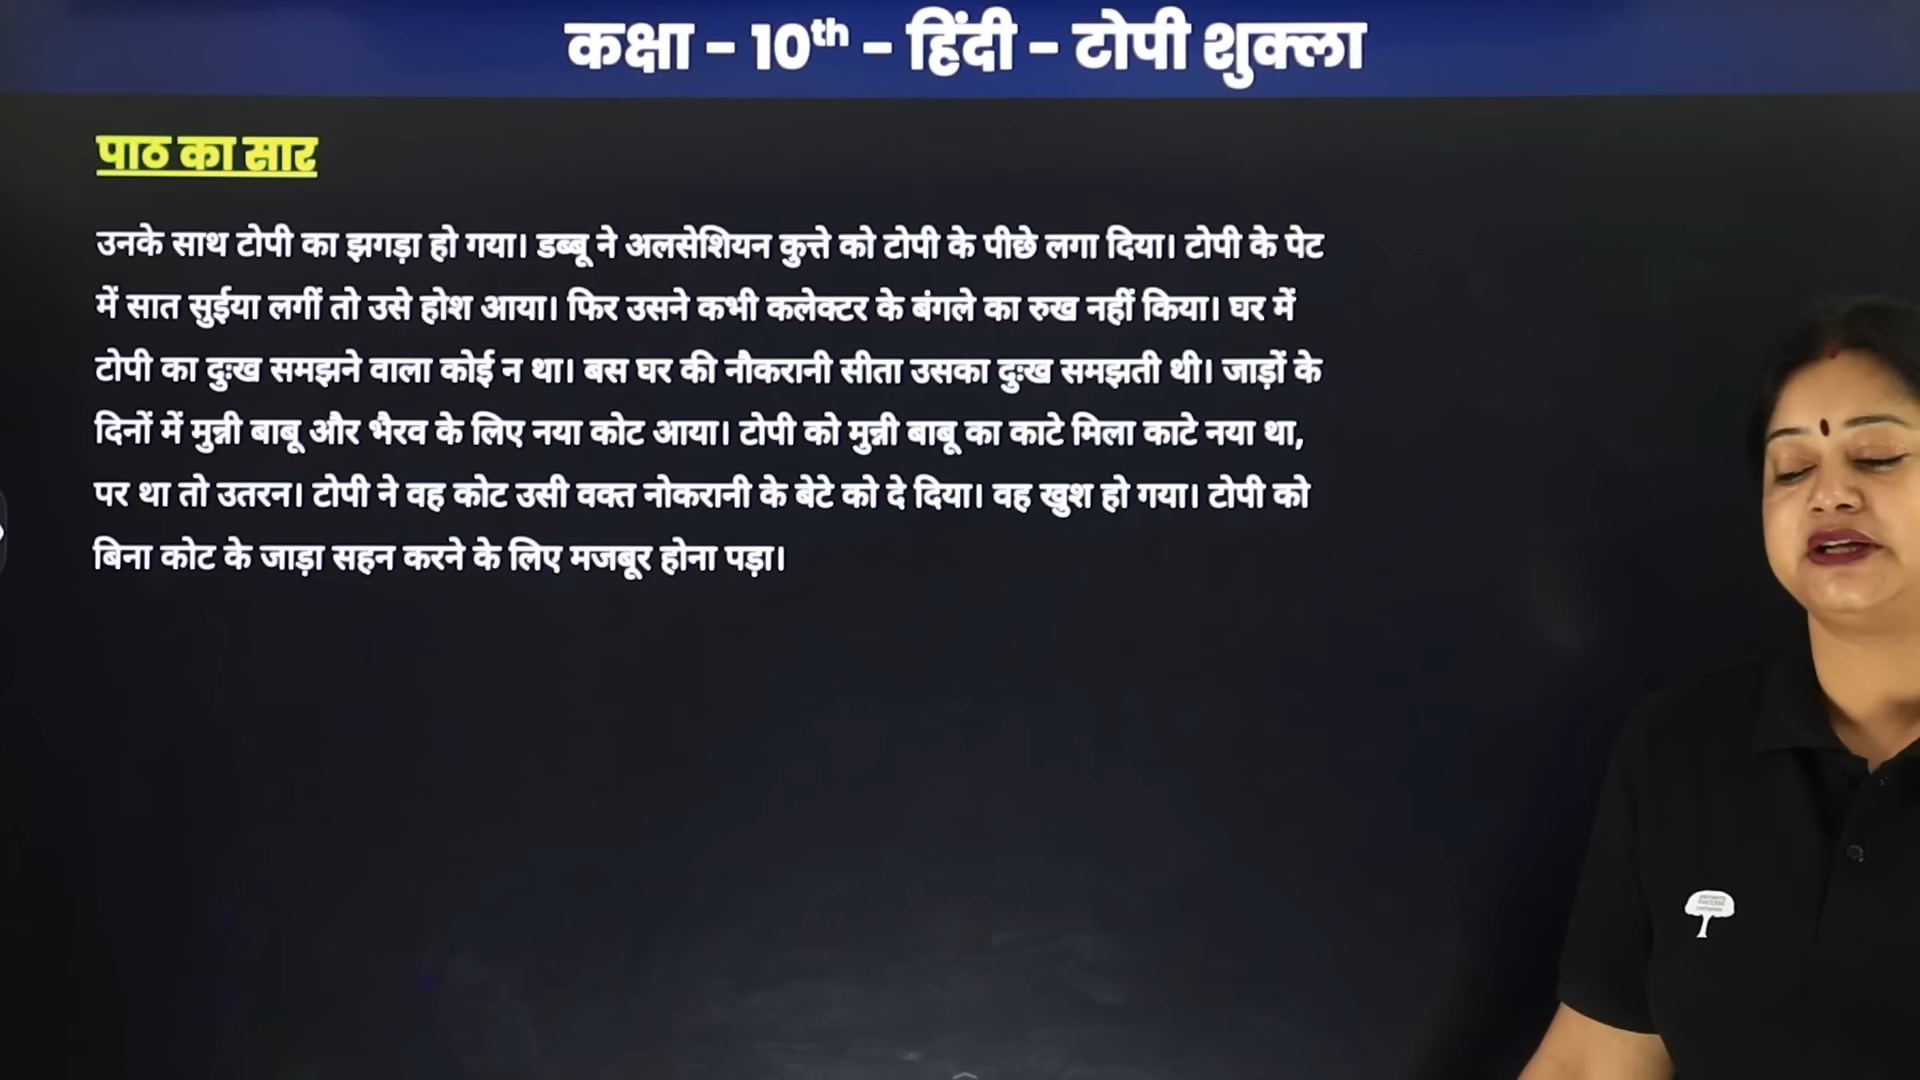 कक्षा - 10th - हिंदी - टोपी शुक्ला
पाठ का सार
उनके साथ टोपी का झगड़ा हो गया। डब्बू ने अलसेशियन कुत्ते को टोपी के पीछे लगा दिया। टोपी के पेट
में सात सुईया लगीं तो उसे होश आया। फिर उसने कभी कलेक्टर के बंगले का रुख नहीं किया। घर में
टोपी का दुःख समझने वाला कोई न था। बस घर की नौकरानी सीता उसका दुःख समझती थी। जाड़ों के
दिनों में मुन्नी बाबू और भैरव के लिए नया कोट आया। टोपी को मुन्नी बाबू का काटे मिला काटे नया था,
पर था तो उतरन। टोपी ने वह कोट उसी वक्त नोकरानी के बेटे को दे दिया। वह खुश हो गया। टोपी को
बिना कोट के जाड़ा सहन करने के लिए मजबूर होना पड़ा।